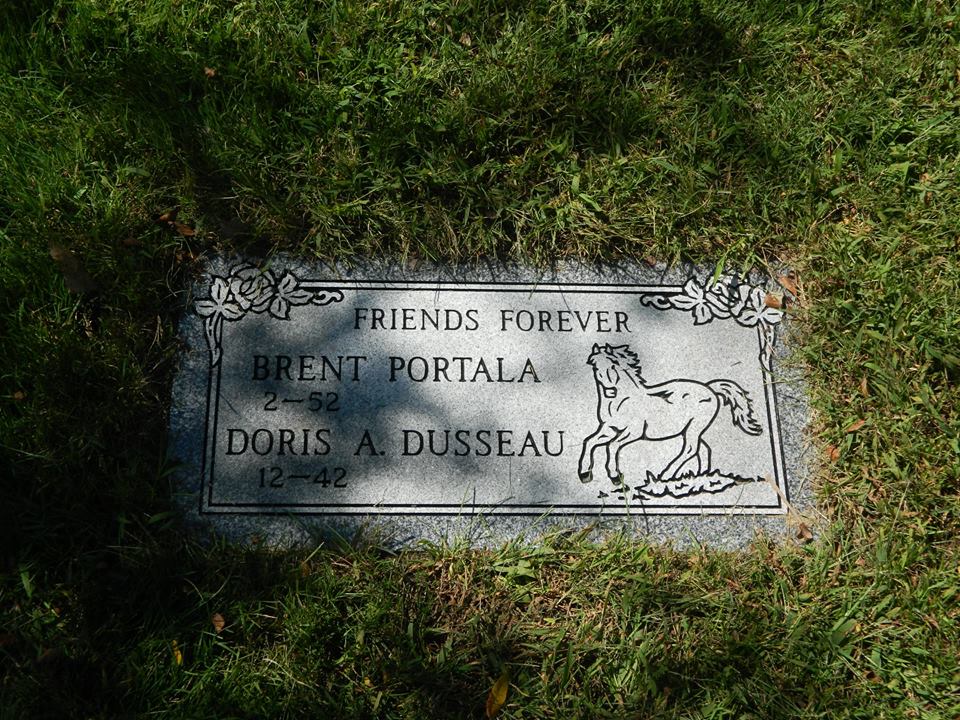 FRIENDS FOREVER
BRENT PORTALA
2-52
DORIS A. DUSSEAU
12-42